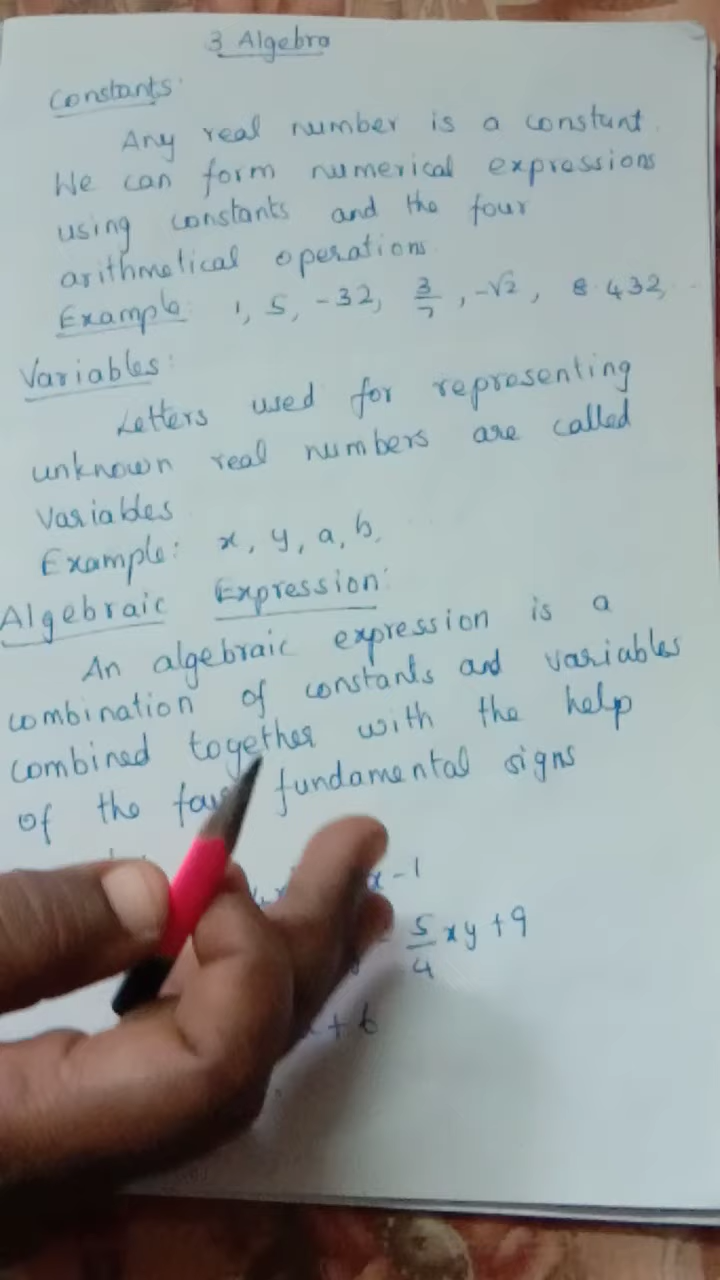 3 Algebra
Constants:
Any real number is a constant.
We can form numerical expressions
using constants and the four
arithmetical operations.
Example: 1, 5, -32, 3/7, -√2, 8.432,
Variables:
Letters used for representing
unknown real numbers are called
Variables
Example: x, y, a, b,
Algebraic Expression:
An algebraic expression is a
combination of constants and variables
combined together with the help
of the four fundamental signs
x-1
5/4 xy + 9
+ 6